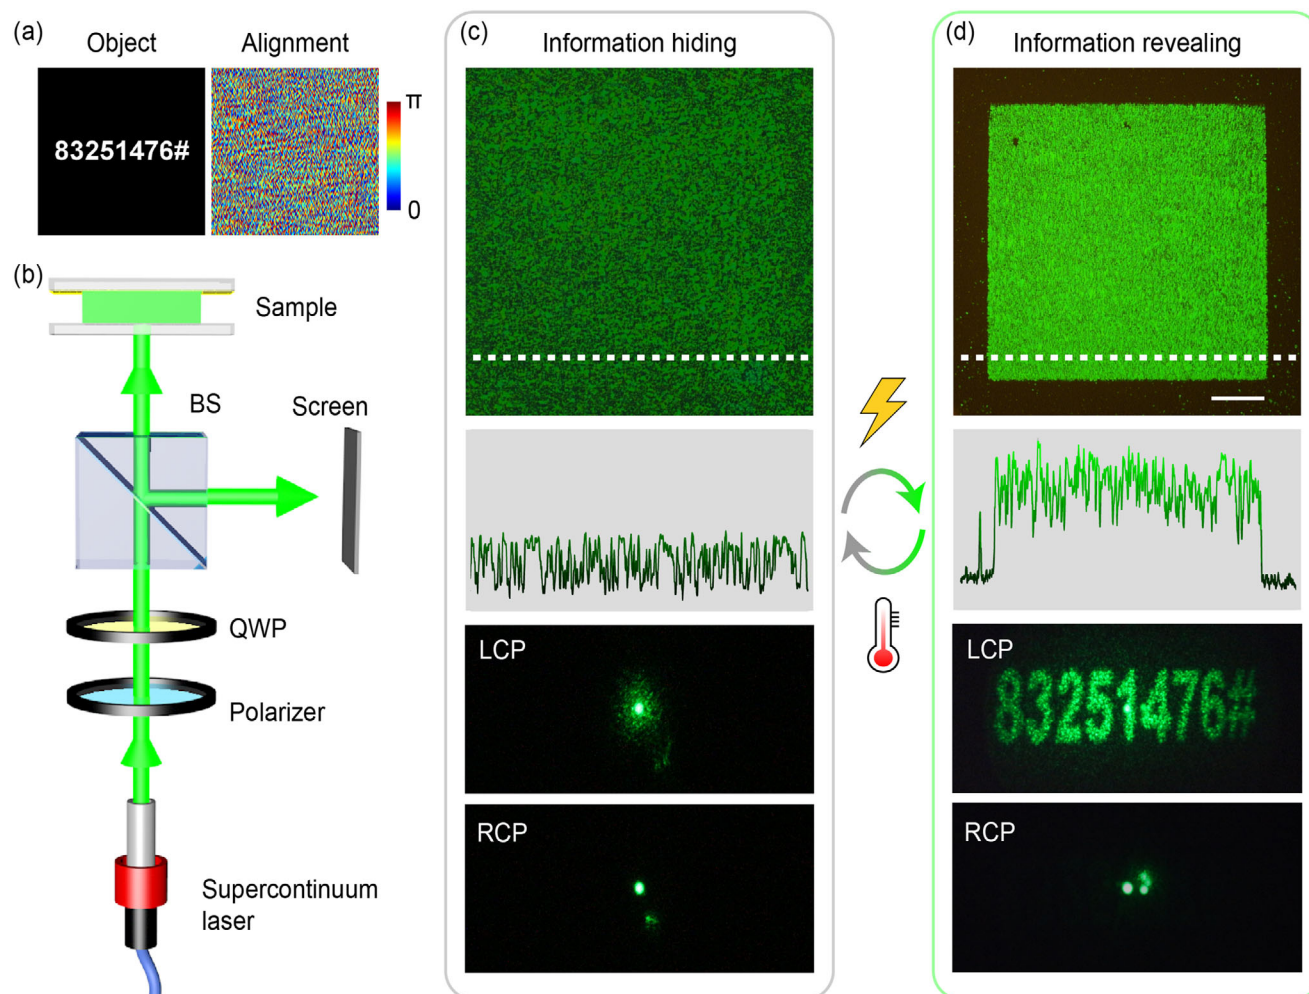 (a)
Object
Alignment
83251476#
π
0
(b)
Sample
BS
Screen
QWP
Polarizer
Supercontinuum
laser
(c)
Information hiding
LCP
RCP
(d)
Information revealing
LCP
83251476#
RCP